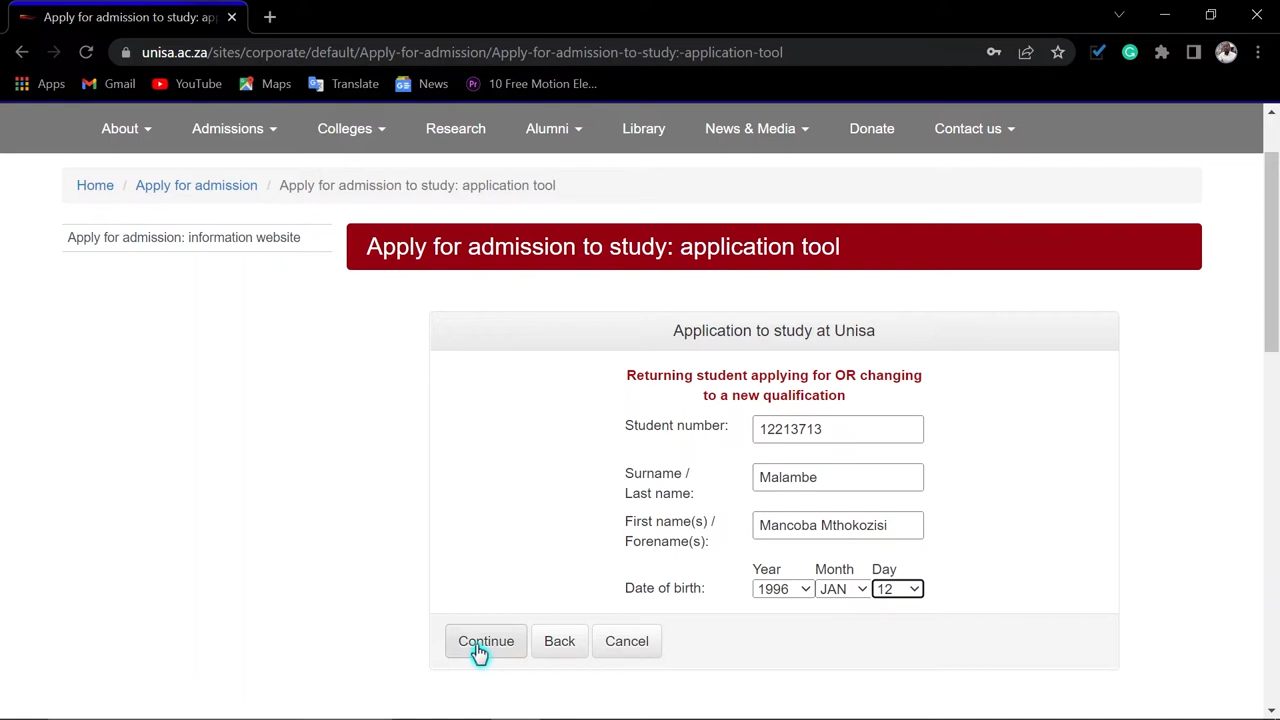 Apply for admission to study: ap
unisa.ac.za/sites/corporate/default/Apply-for-admission/Apply-for-admission-to-study:-application-tool
Apps Gmail YouTube Maps Translate News Pr 10 Free Motion Ele...
About Admissions Colleges Research Alumni Library News & Media Donate Contact us
Home / Apply for admission / Apply for admission to study: application tool
Apply for admission: information website
Apply for admission to study: application tool
Application to study at Unisa
Returning student applying for OR changing
to a new qualification
Student number: 12213713
Surname /
Last name: Malambe
First name(s) /
Forename(s): Mancoba Mthokozisi
Year Month Day
Date of birth: 1996 JAN 12
Continue Back Cancel